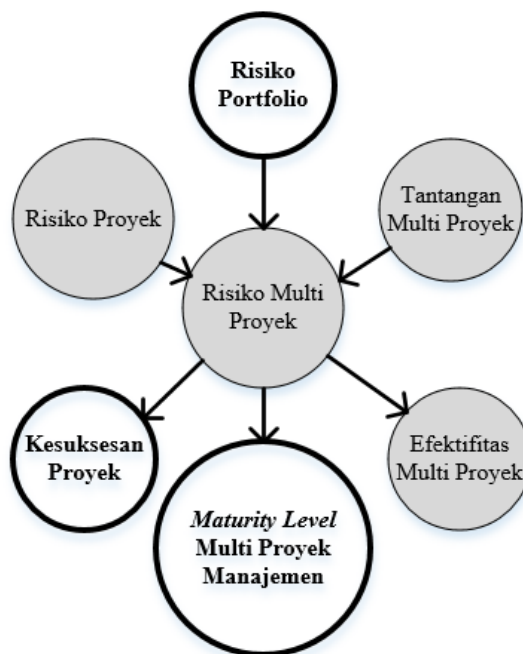 Risiko
Portfolio
Risiko Proyek
Tantangan
Multi Proyek
Risiko Multi
Proyek
Kesuksesan
Proyek
Efektifitas
Multi Proyek
Maturity Level
Multi Proyek
Manajemen